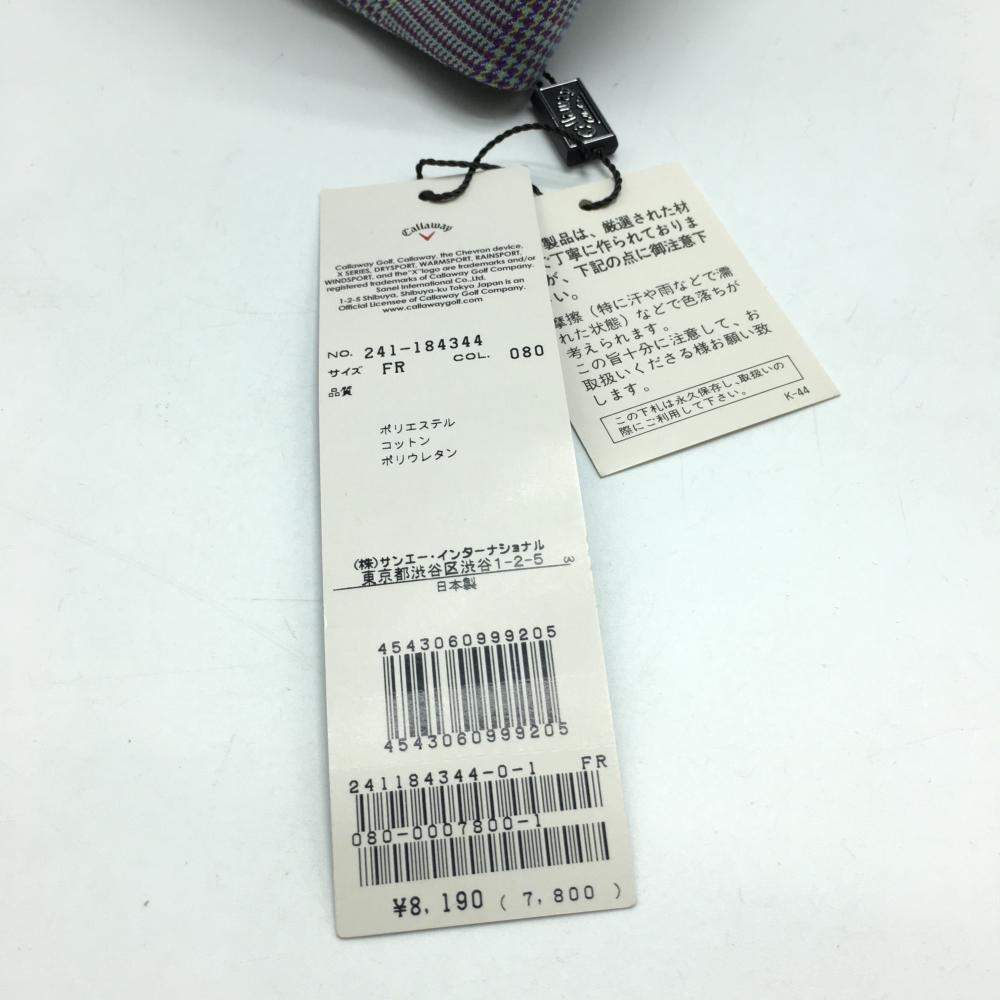 Callaway
Callaway
Callaway Golf, Callaway, the Chevron device,
X SERIES, DRYSPORT, WARMSPORT, RAINSPORT,
WINDSPORT, and the"X"logo are trademarks and/or
registered trademarks of Callaway Golf Company.
Sanei International Co.,Ltd.
1-2-5 Shibuya, Shibuya-ku Tokyo Japan is an
Official Licensee of Callaway Golf Company.
www.callawaygolf.com
NO. 241-184344
サイズ FR COL. 080
品質
ポリエステル
コットン
ポリウレタン
(株)サンエー・インターナショナル
東京都渋谷区渋谷1-2-5 3
日本製
4543060999205
4543060999205
241184344-0-1 FR
080-0007800-1
¥8,190 (7,800)
製品は、厳選された材
丁寧に作られておりま
が、下記の点に御注意下
い。
摩擦（特に汗や雨などで濡
れた状態）などで色落ちが
考えられます。
この旨十分に注意して、お
取扱いくださる様お願い致
します。
この下札は永久保存し、取扱いの
際にご利用して下さい。
K-44